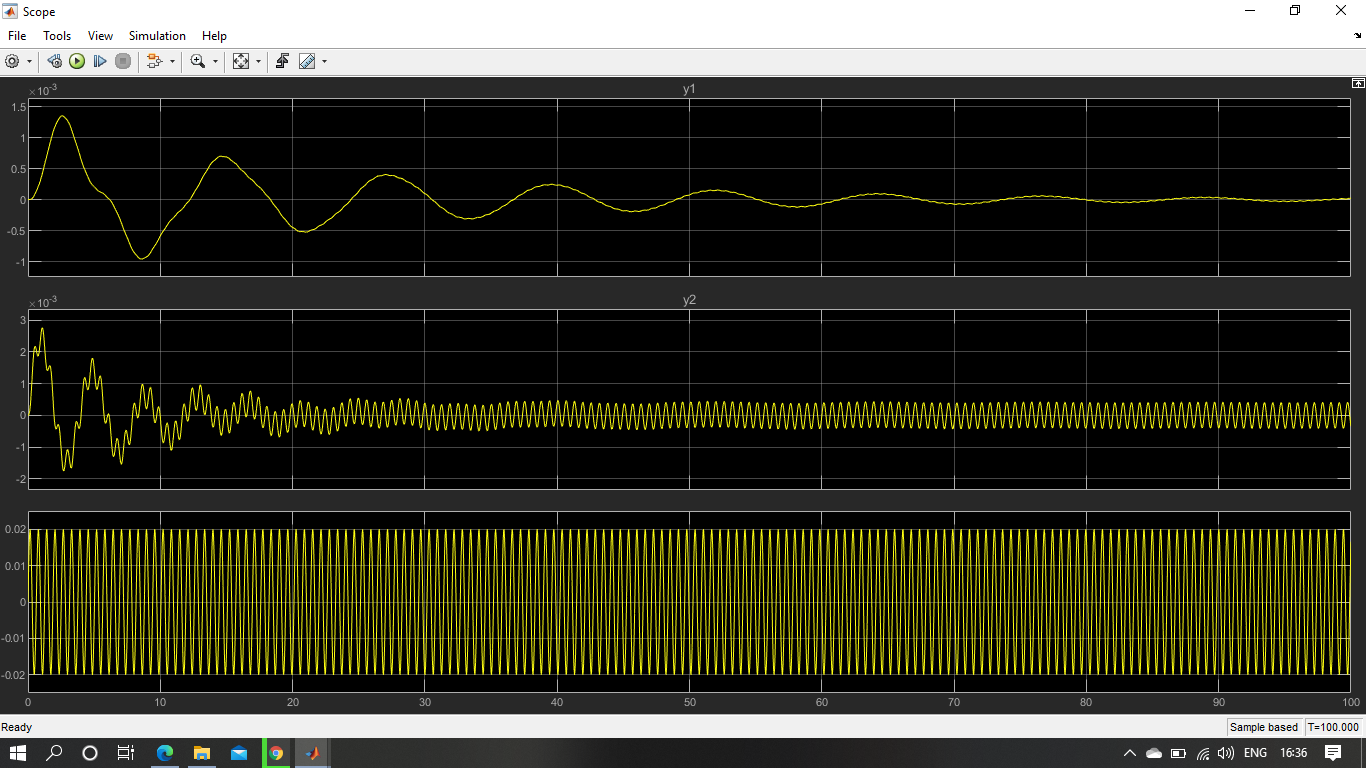 Scope
File Tools View Simulation Help
y1
×10-3
1.5
1
0.5
0
-0.5
-1
y2
×10-3
3
2
1
0
-1
-2
0.02
0.01
0
-0.01
-0.02
0 10 20 30 40 50 60 70 80 90 100
Ready Sample based T=100.000
ENG 16:36